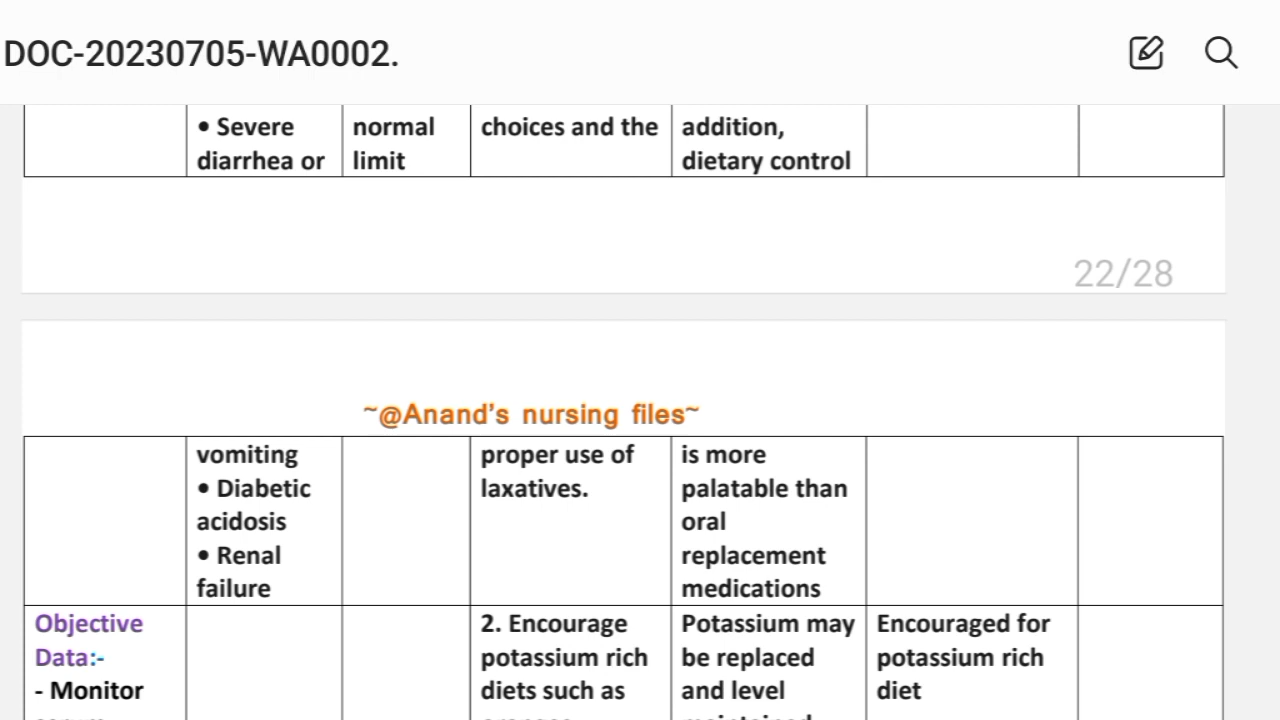 DOC-20230705-WA0002.
• Severe
diarrhea or
normal
limit
choices and the
addition,
dietary control
22/28
~@Anand's nursing files~
vomiting
• Diabetic
acidosis
• Renal
failure
proper use of
laxatives.
is more
palatable than
oral
replacement
medications
Objective
Data:-
- Monitor
2. Encourage
potassium rich
diets such as
Potassium may
be replaced
and level
Encouraged for
potassium rich
diet